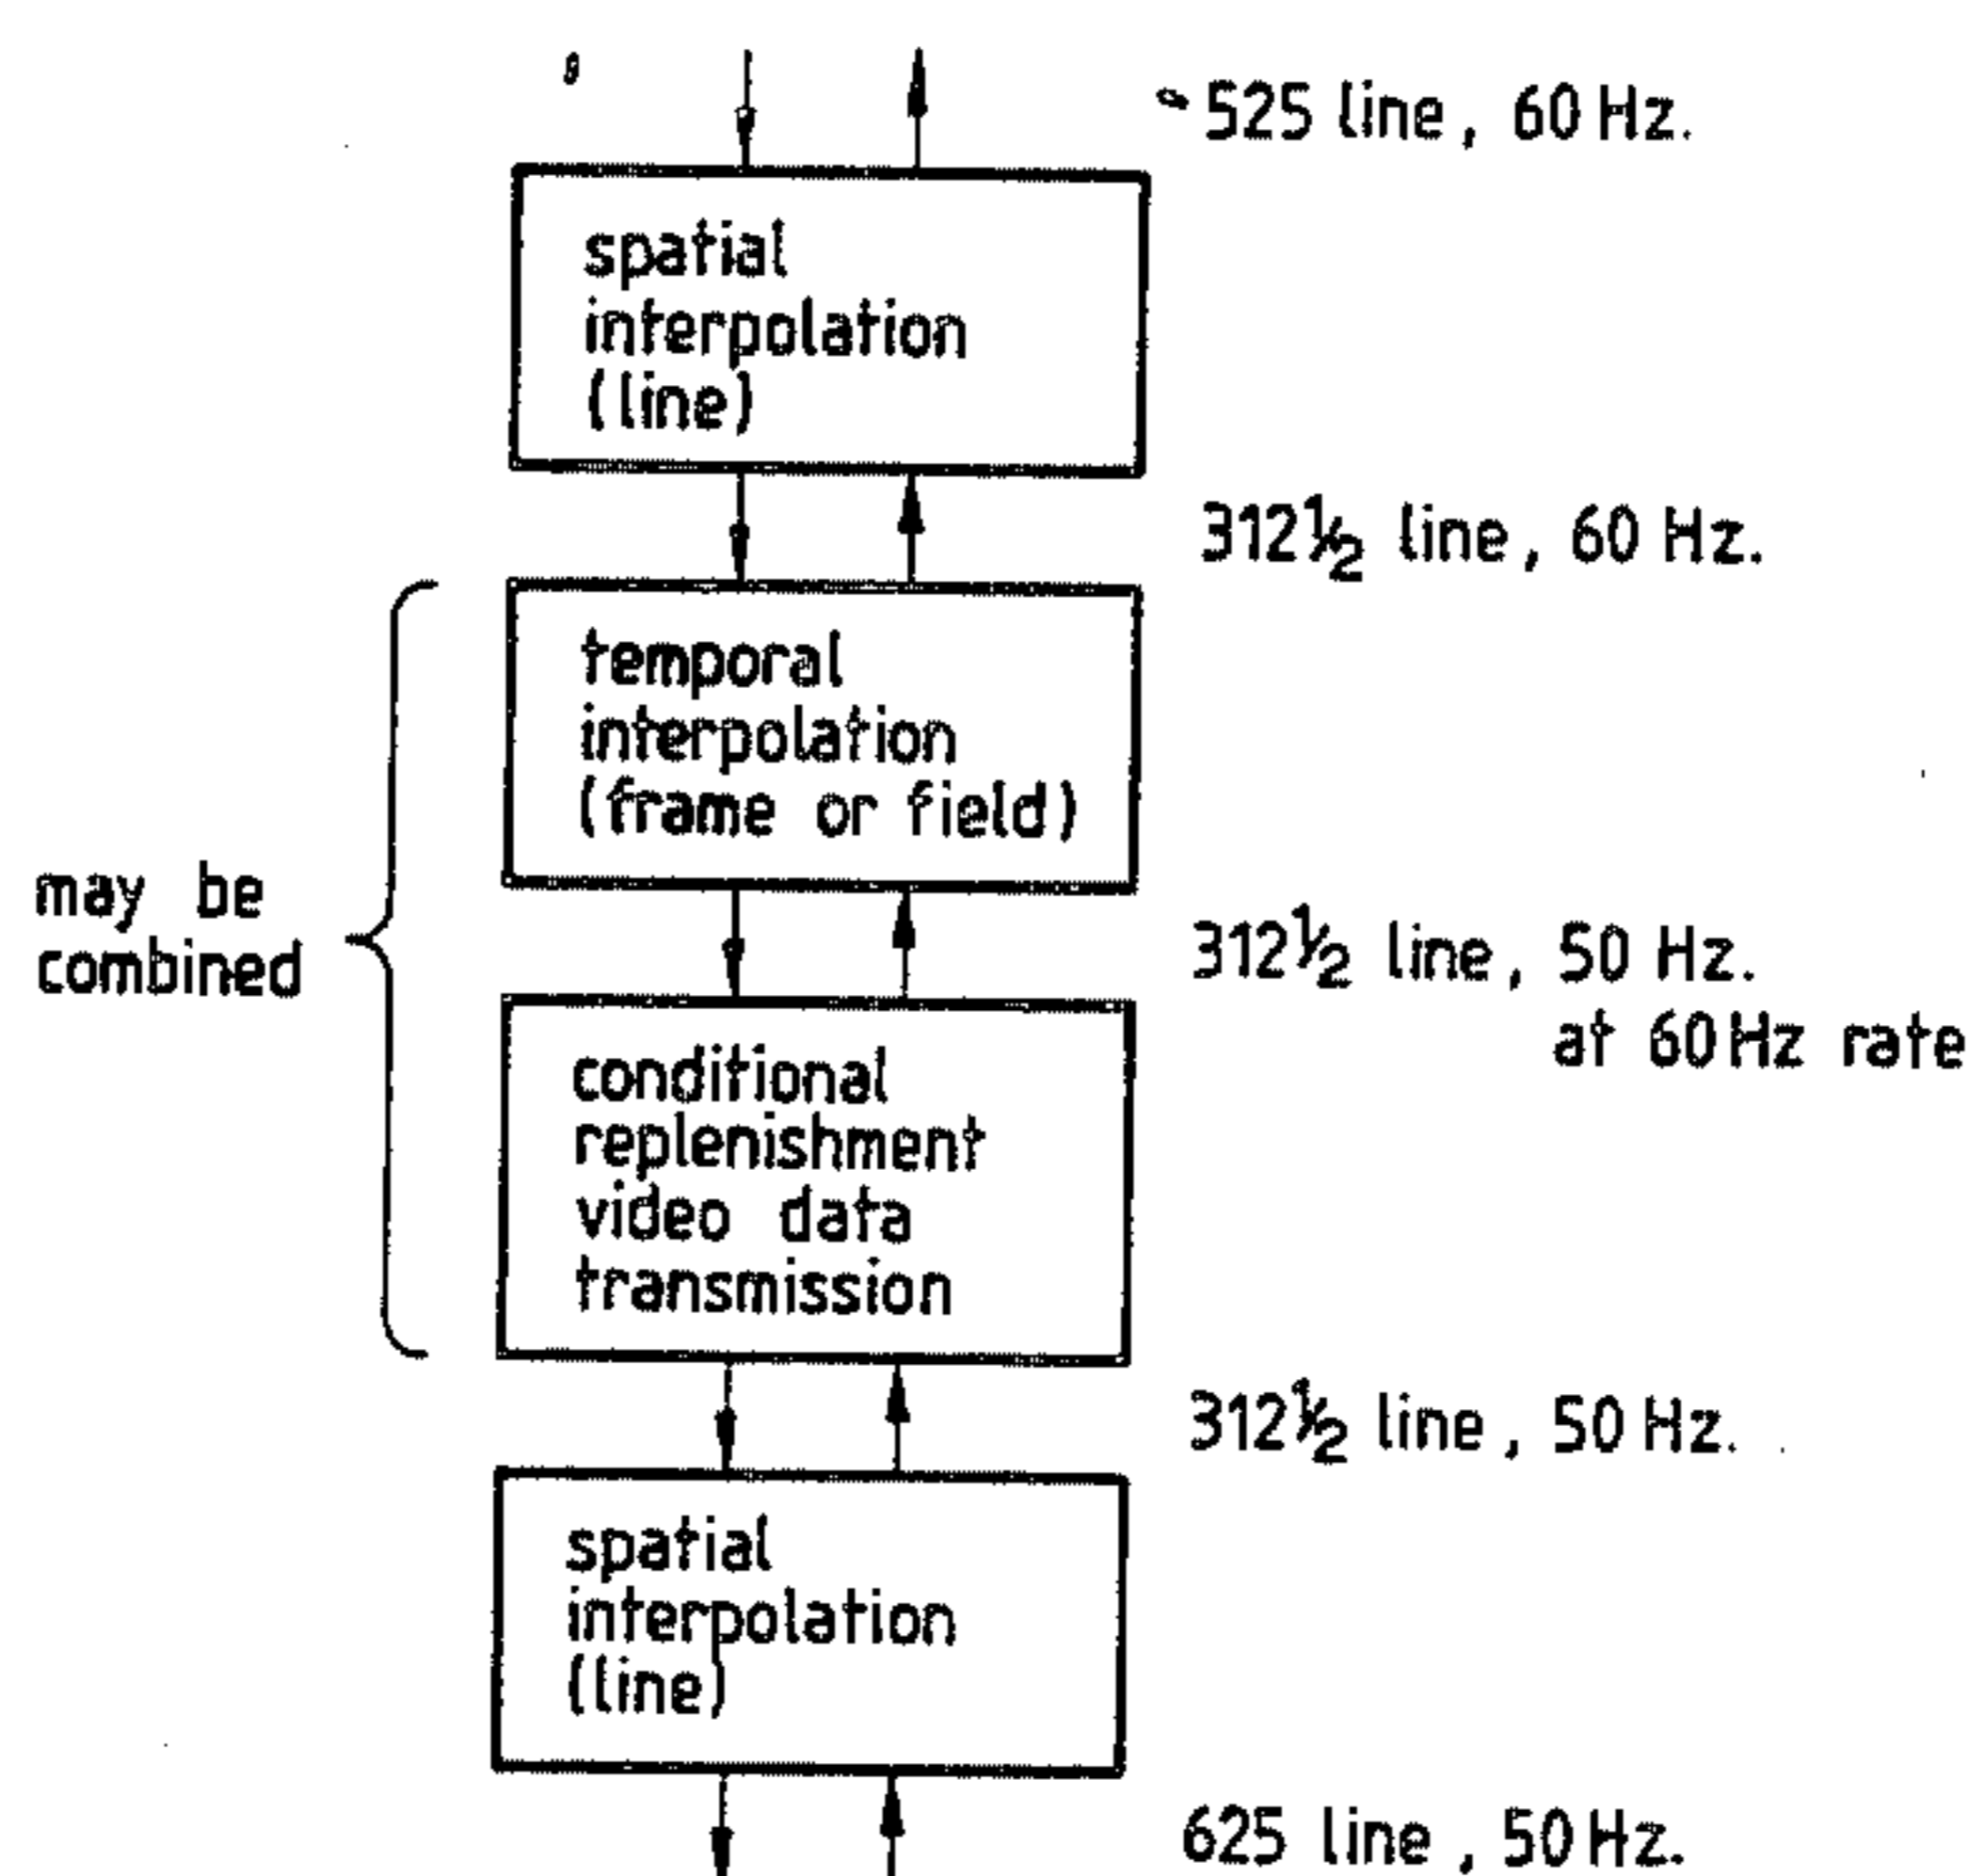 525 line, 60 Hz.
spatial
interpolation
(line)
312½ line, 60 Hz.
temporal
interpolation
(frame or field)
may be
combined
312½ line, 50 Hz.
at 60Hz rate
conditional
replenishment
video data
transmission
312½ line, 50 Hz.
spatial
interpolation
(line)
625 line, 50 Hz.